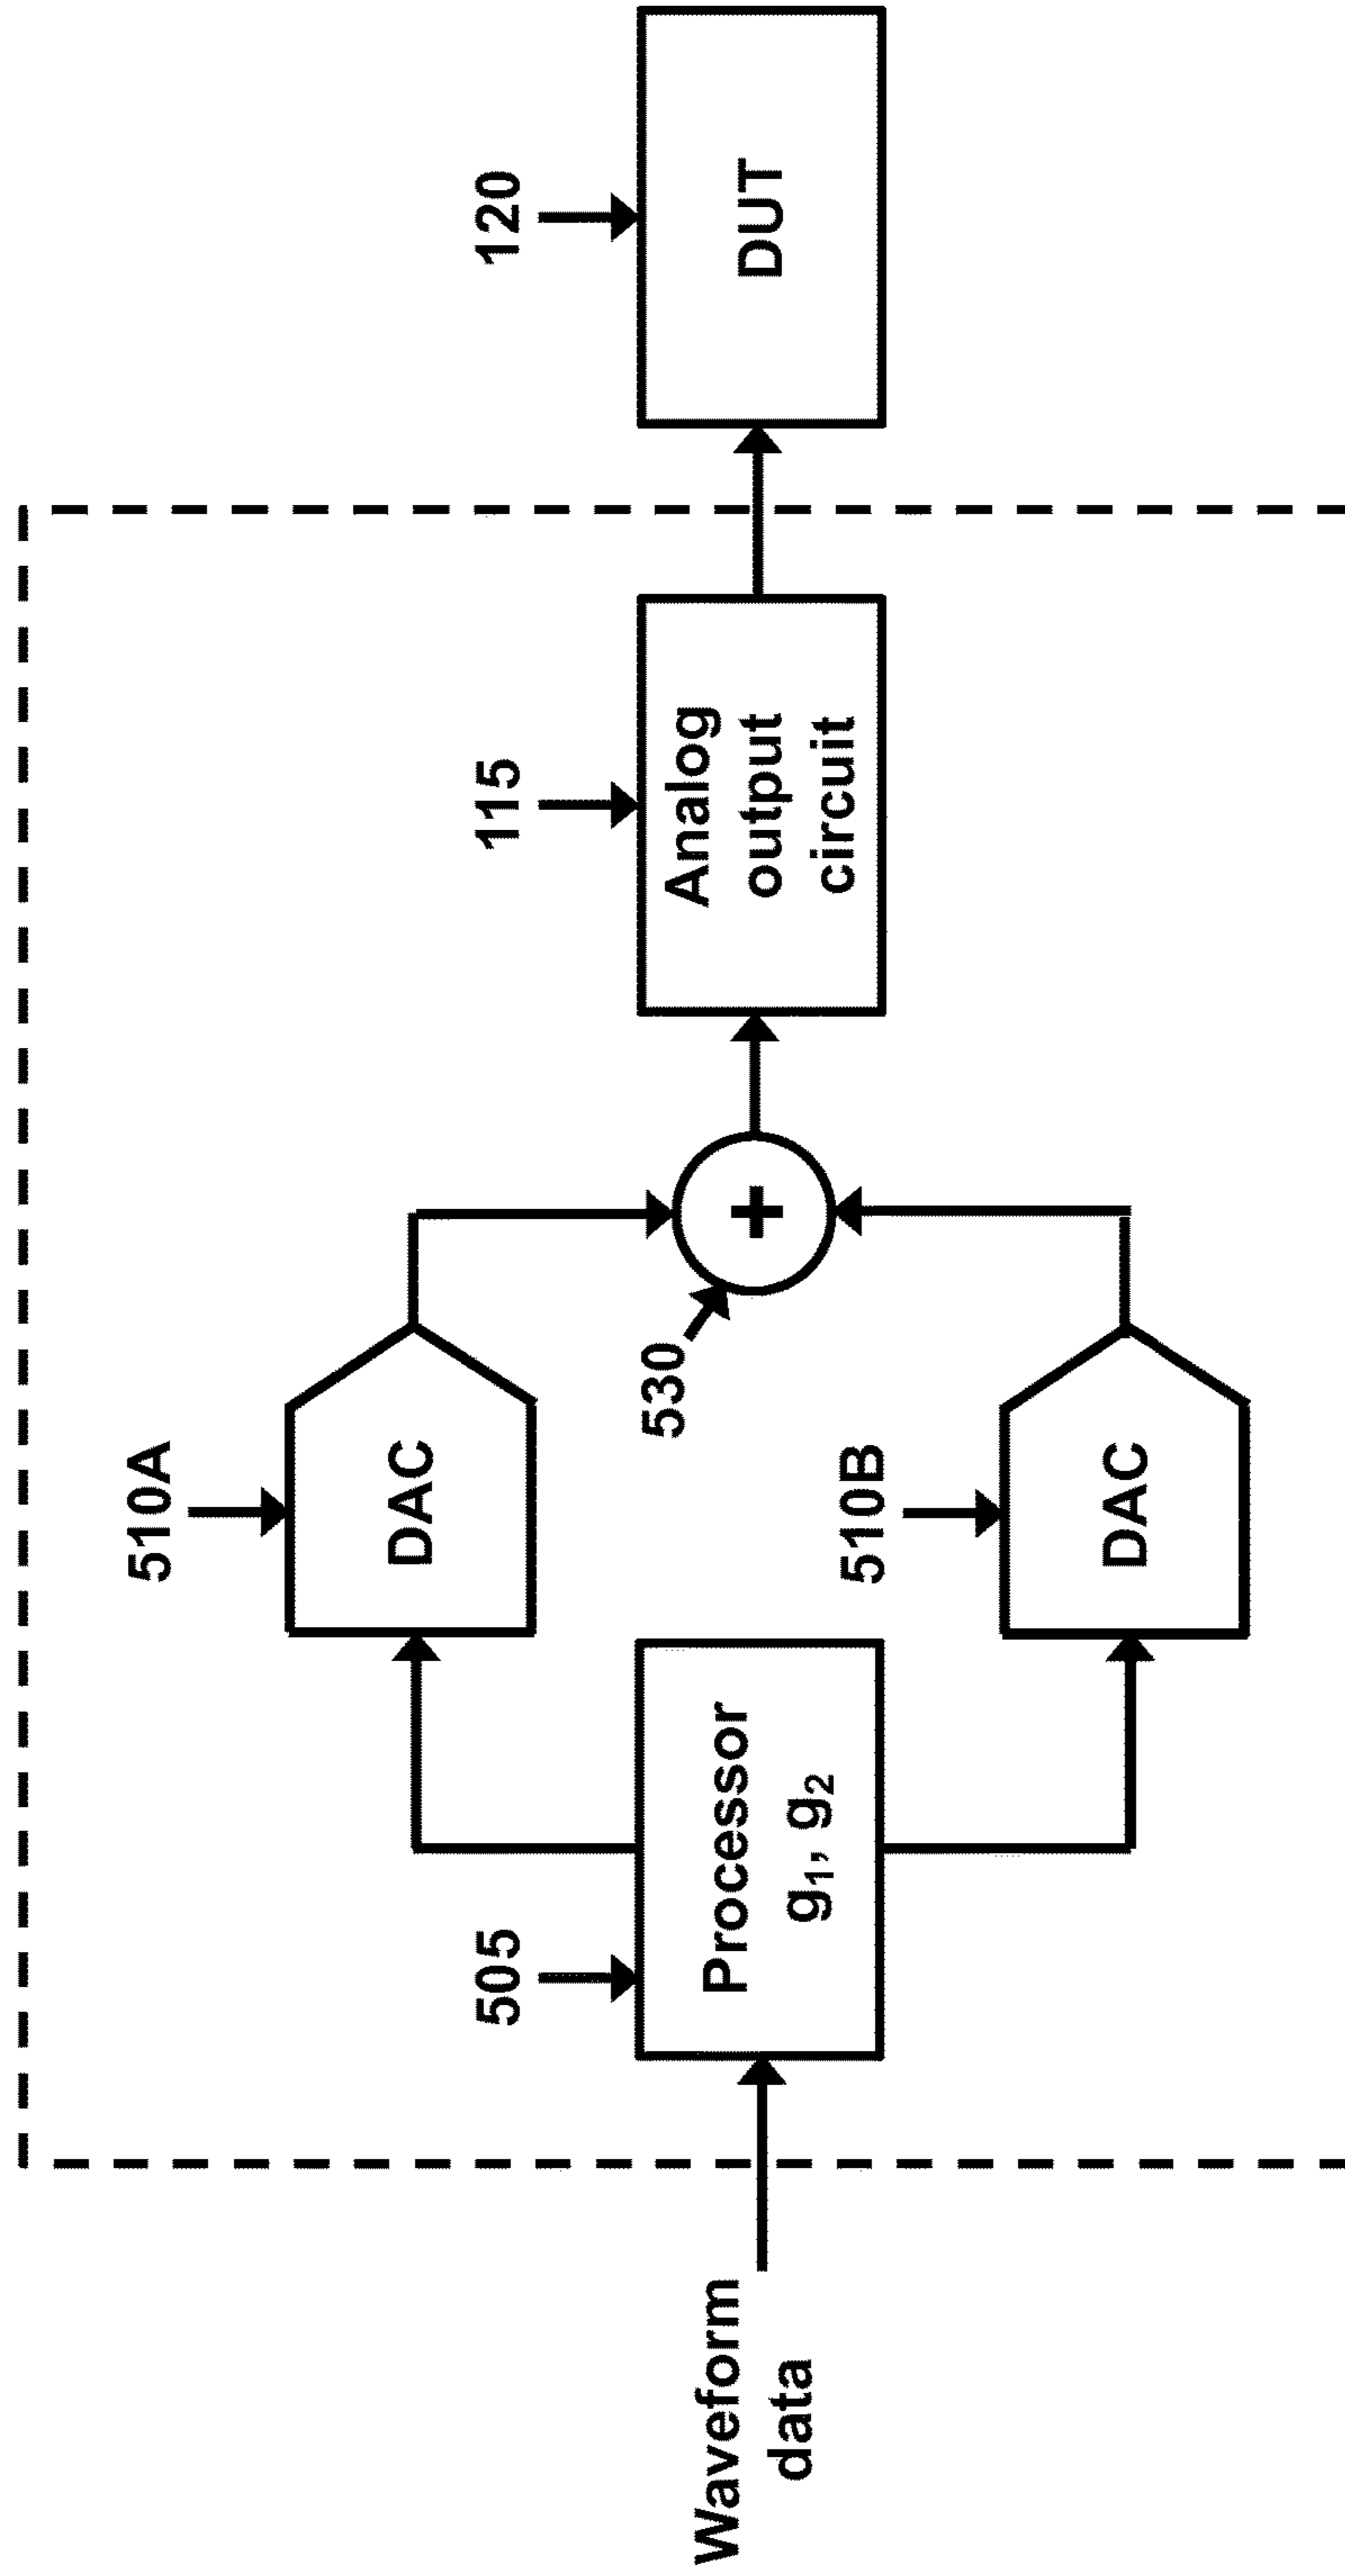 510A
DAC
505
Processor
g₁, g₂
Waveform
data
530
+
115
Analog
output
circuit
120
DUT
510B
DAC